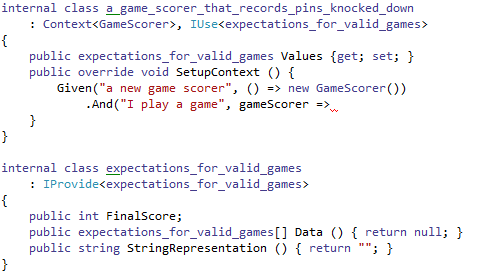 internal class a_game_scorer_that_records_pins_knocked_down
    : Context<GameScorer>, IUse<expectations_for_valid_games>
{
    public expectations_for_valid_games Values {get; set; }
    public override void SetupContext () {
        Given("a new game scorer", () => new GameScorer())
            .And("I play a game", gameScorer =>
    }
}
internal class expectations_for_valid_games
    : IProvide<expectations_for_valid_games>
{
    public int FinalScore;
    public expectations_for_valid_games[] Data () { return null; }
    public string StringRepresentation () { return ""; }
}